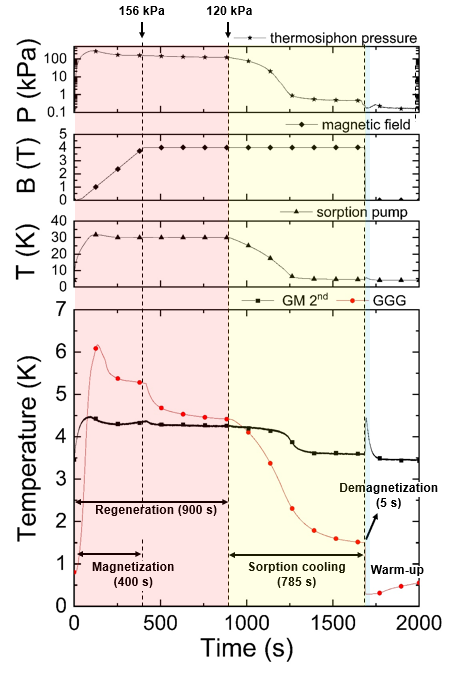 156 kPa 120 kPa
thermosiphon pressure
P (kPa)
100
10
1
0.1
magnetic field
B (T)
5
4
3
2
1
0
sorption pump
T (K)
40
30
20
10
0
GM 2nd GGG
Temperature (K)
7
6
5
4
3
2
1
0
Regeneration (900 s)
Demagnetization
(5 s)
Magnetization
(400 s)
Sorption cooling
(785 s)
Warm-up
0 500 1000 1500 2000
Time (s)